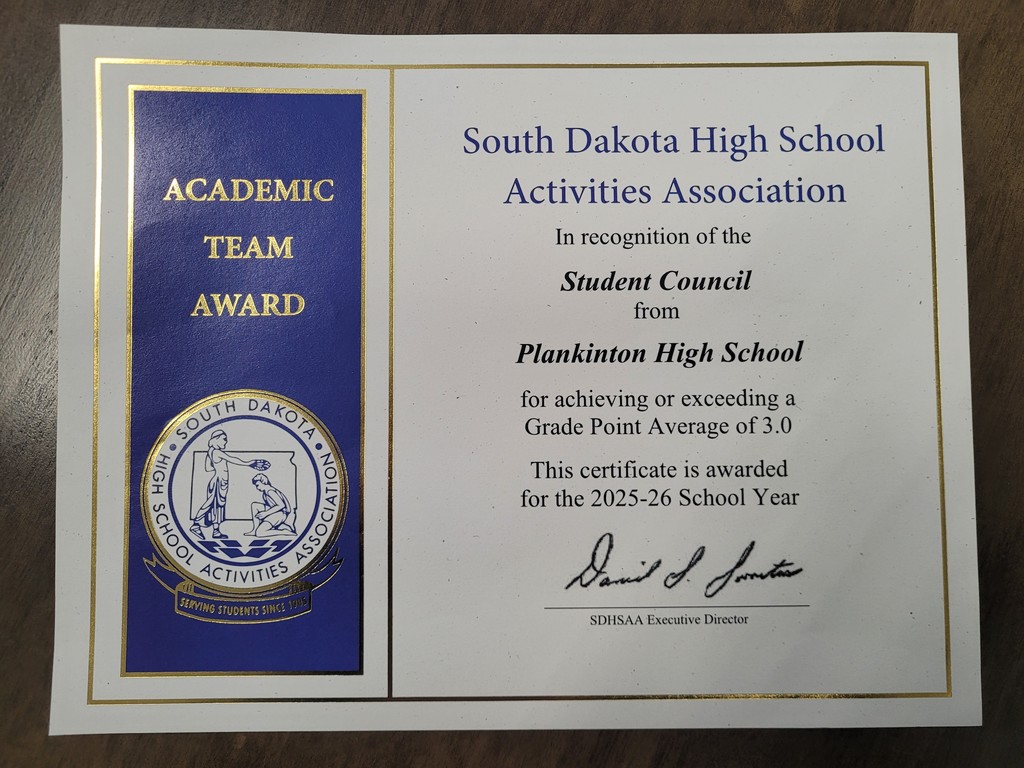 ACADEMIC
TEAM
AWARD
SOUTH DAKOTA
HIGH SCHOOL ACTIVITIES ASSOCIATION
SERVING STUDENTS SINCE
South Dakota High School
Activities Association
In recognition of the
Student Council
from
Plankinton High School
for achieving or exceeding a
Grade Point Average of 3.0
This certificate is awarded
for the 2025-26 School Year
SDHSAA Executive Director